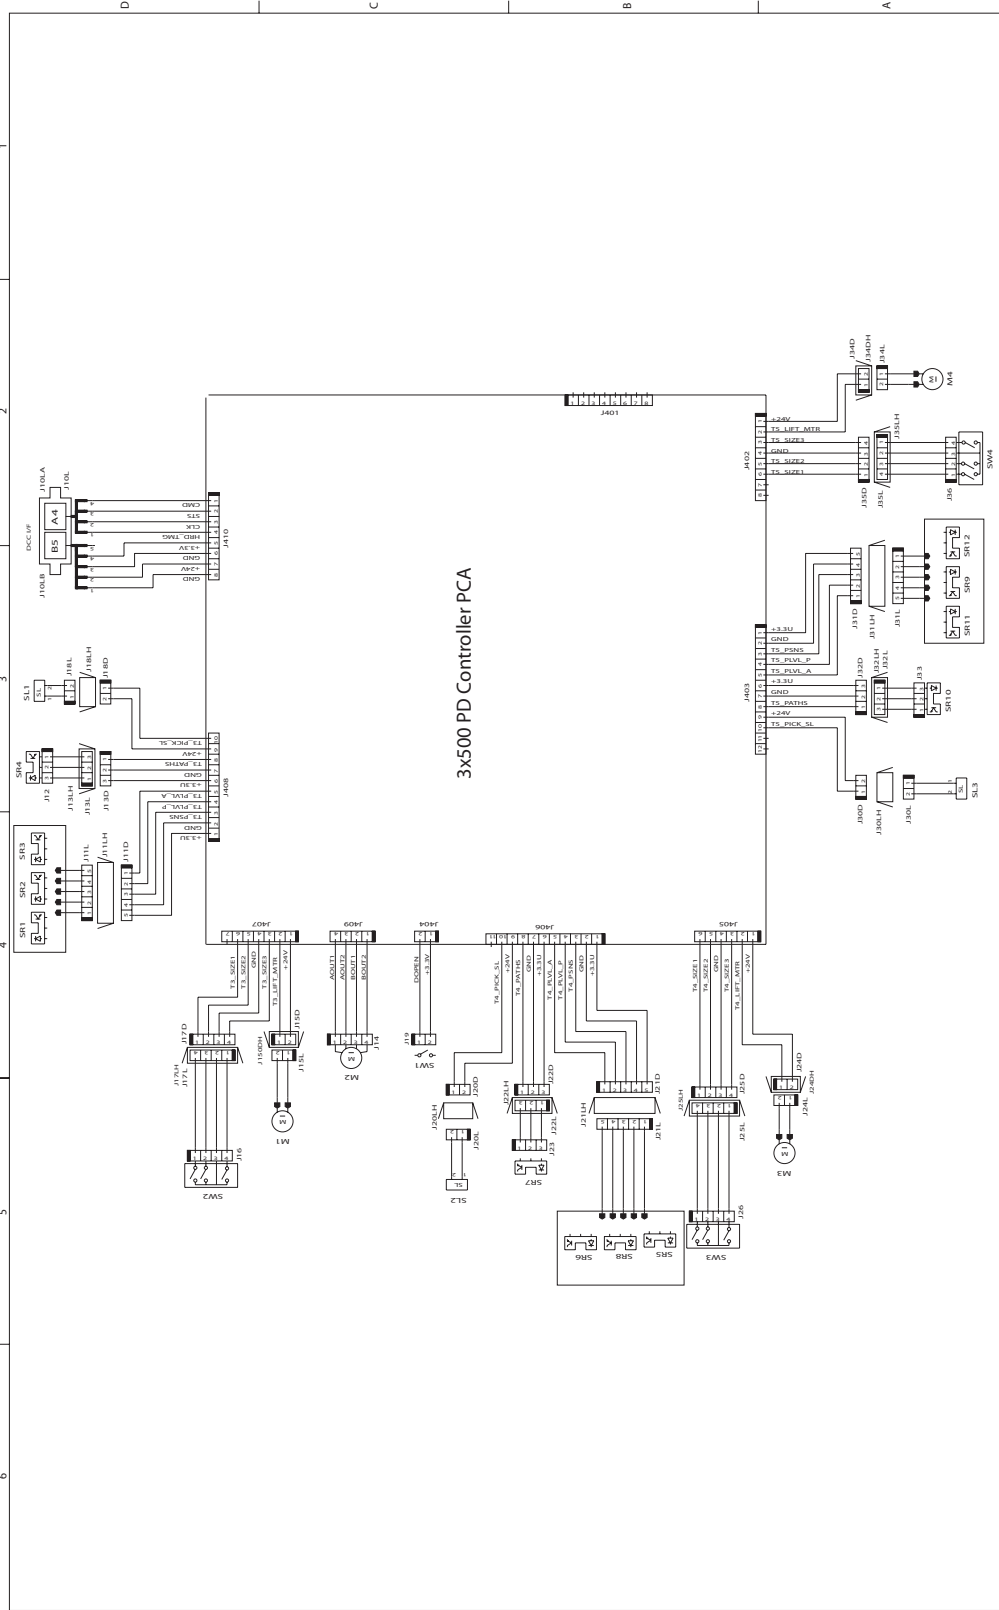 D
C
B
A
1
2
3
4
5
6
3x500 PD Controller PCA
DCC I/F
J10LA
J10L
J10LB
A4
B5
CMD
STS
CLK
HRD_TMG
+3.3V
GND
+24V
GND
J410
SL1
SL
J18L
J18LH
J18D
SR4
J12
J13LH
J13L
J13D
SR3
SR2
SR1
J11L
J11LH
J11D
T3_PICK_SL
+24V
T3_PATHS
GND
+3.3U
T3_PLVL_A
T3_PLVL_P
T3_PSNS
GND
+3.3U
J408
J401
J402
+24V
T5_LIFT_MTR
T5_SIZE3
GND
T5_SIZE2
T5_SIZE1
J34D
J34DH
J34L
M
M4
J35D
J35L
J35LH
J36
SW4
J403
+3.3U
GND
T5_PSNS
T5_PLVL_P
T5_PLVL_A
+3.3U
GND
T5_PATHS
+24V
T5_PICK_SL
J31D
J31LH
J31L
SR12
SR9
SR11
J32D
J32LH
J32L
J33
SR10
J30D
J30LH
J30L
SL
SL3
J407
T3_SIZE1
T3_SIZE2
GND
T3_SIZE3
T3_LIFT_MTR
+24V
J17D
J17LH
J17L
J16
SW2
J15D
J15DH
J15L
M
M1
J409
AOUT1
AOUT2
BOUT1
BOUT2
J14
M
M2
J404
DOPEN
+3.3V
J19
SW1
J406
T4_PICK_SL
+24V
T4_PATHS
GND
+3.3U
T4_PLVL_A
T4_PLVL_P
T4_PSNS
GND
+3.3U
J20D
J20LH
J20L
SL
SL2
J22D
J22LH
J22L
J23
SR7
J21D
J21LH
J21L
SR6
SR8
SR5
J405
T4_SIZE1
T4_SIZE2
GND
T4_SIZE3
T4_LIFT_MTR
+24V
J25D
J25LH
J25L
J26
SW3
J24D
J24DH
J24L
M
M3